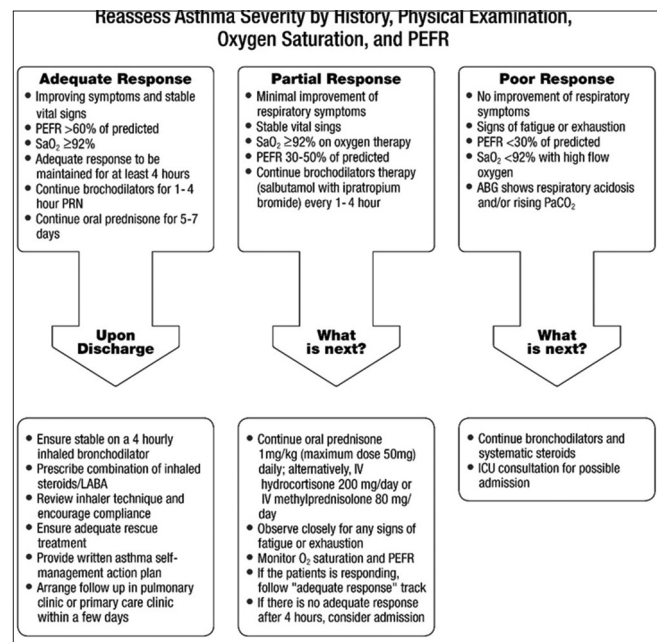 Reassess Asthma Severity by History, Physical Examination,
Oxygen Saturation, and PEFR
Adequate Response
• Improving symptoms and stable
vital signs
• PEFR >60% of predicted
• SaO₂ ≥92%
• Adequate response to be
maintained for at least 4 hours
• Continue brochodilators for 1- 4
hour PRN
• Continue oral prednisone for 5-7
days
Upon
Discharge
• Ensure stable on a 4 hourly
inhaled bronchodilator
• Prescribe combination of inhaled
steroids/LABA
• Review inhaler technique and
encourage compliance
• Ensure adequate rescue
treatment
• Provide written asthma self-
management action plan
• Arrange follow up in pulmonary
clinic or primary care clinic
within a few days
Partial Response
• Minimal improvement of
respiratory symptoms
• Stable vital sings
• SaO₂ ≥92% on oxygen therapy
• PEFR 30-50% of predicted
• Continue brochodilators therapy
(salbutamol with ipratropium
bromide) every 1- 4 hour
What
is next?
• Continue oral prednisone
1mg/kg (maximum dose 50mg)
daily; alternatively, IV
hydrocortisone 200 mg/day or
IV methylprednisolone 80 mg/
day
• Observe closely for any signs of
fatigue or exhaustion
• Monitor O₂ saturation and PEFR
• If the patients is responding,
follow "adequate response" track
• If there is no adequate response
after 4 hours, consider admission
Poor Response
• No improvement of respiratory
symptoms
• Signs of fatigue or exhaustion
• PEFR <30% of predicted
• SaO₂ <92% with high flow
oxygen
• ABG shows respiratory acidosis
and/or rising PaCO₂
What
is next?
• Continue bronchodilators and
systematic steroids
• ICU consultation for possible
admission